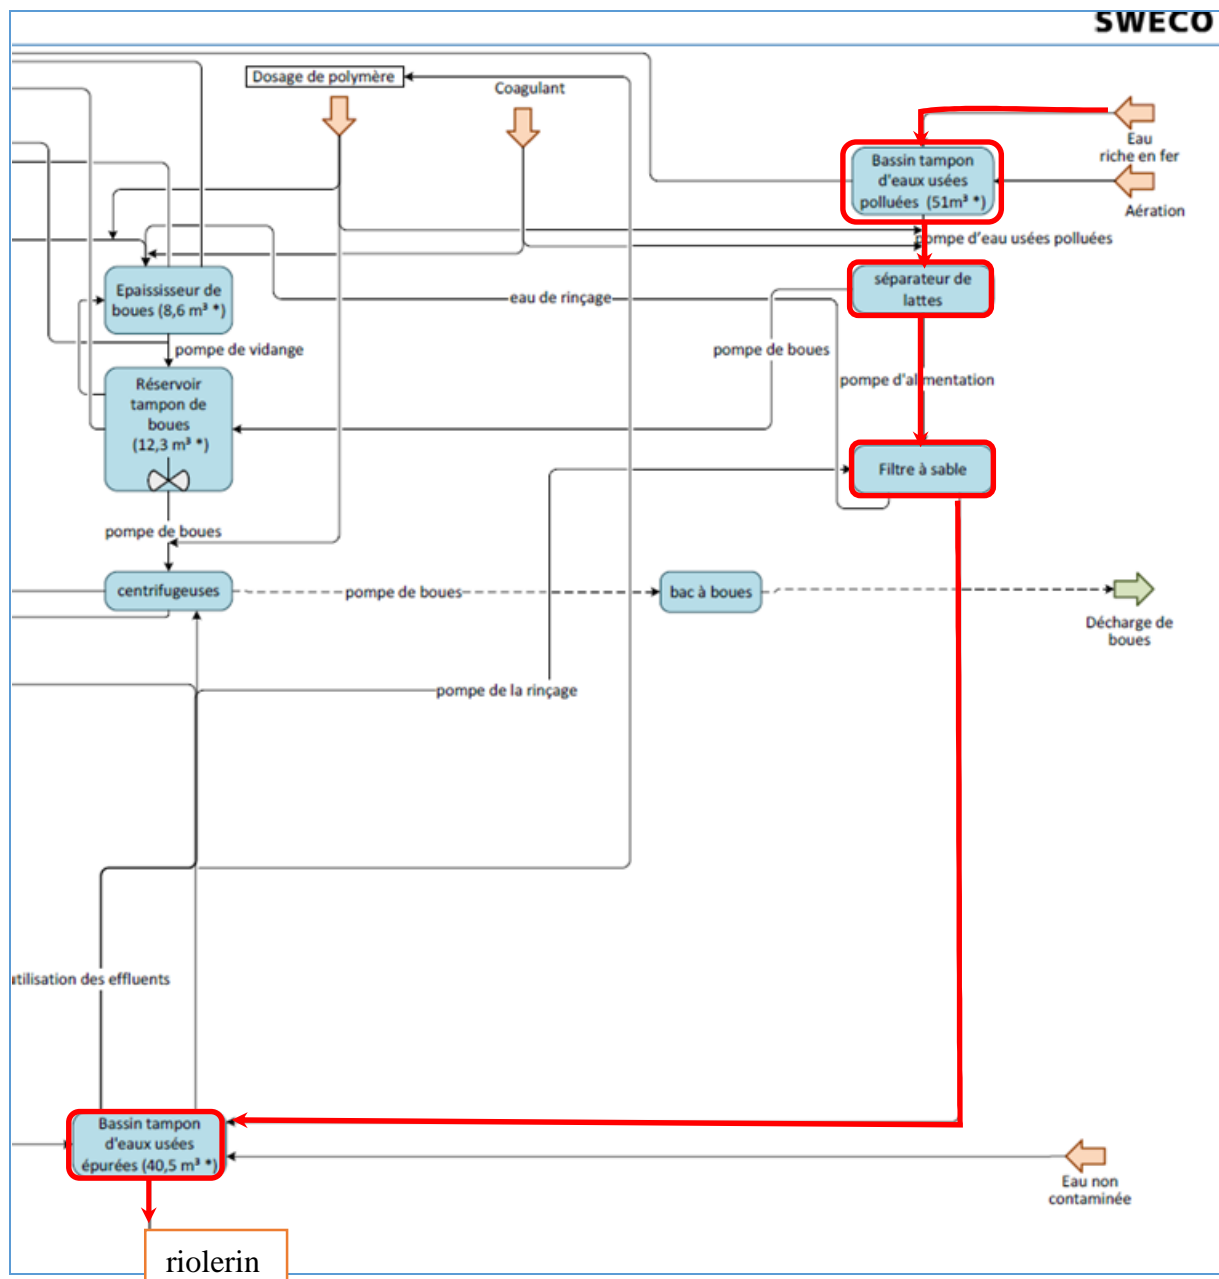 SWECO
Dosage de polymère
Coagulant
Eau
riche en fer
Bassin tampon
d'eaux usées
polluées (51m³ *)
Aération
pompe d'eau usées polluées
Epaississeur de
boues (8,6 m³ *)
séparateur de
lattes
eau de rinçage
pompe de vidange
pompe de boues
Réservoir
tampon de
boues
(12,3 m³ *)
pompe d'alimentation
Filtre à sable
pompe de boues
centrifugeuses
pompe de boues
bac à boues
Décharge de
boues
pompe de la rinçage
utilisation des effluents
Bassin tampon
d'eaux usées
épurées (40,5 m³ *)
Eau non
contaminée
riolerin